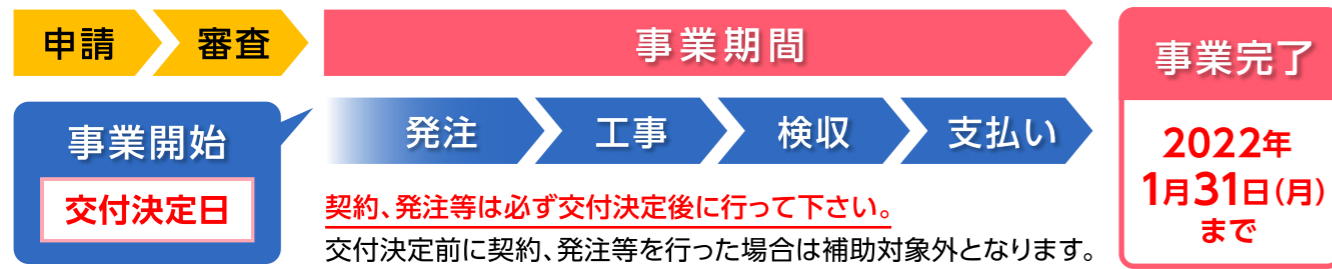 申請
審査
事業期間
事業完了
事業開始
交付決定日
発注
工事
検収
支払い
契約、発注等は必ず交付決定後に行って下さい。
交付決定前に契約、発注等を行った場合は補助対象外となります。
2022年
1月31日(月)
まで